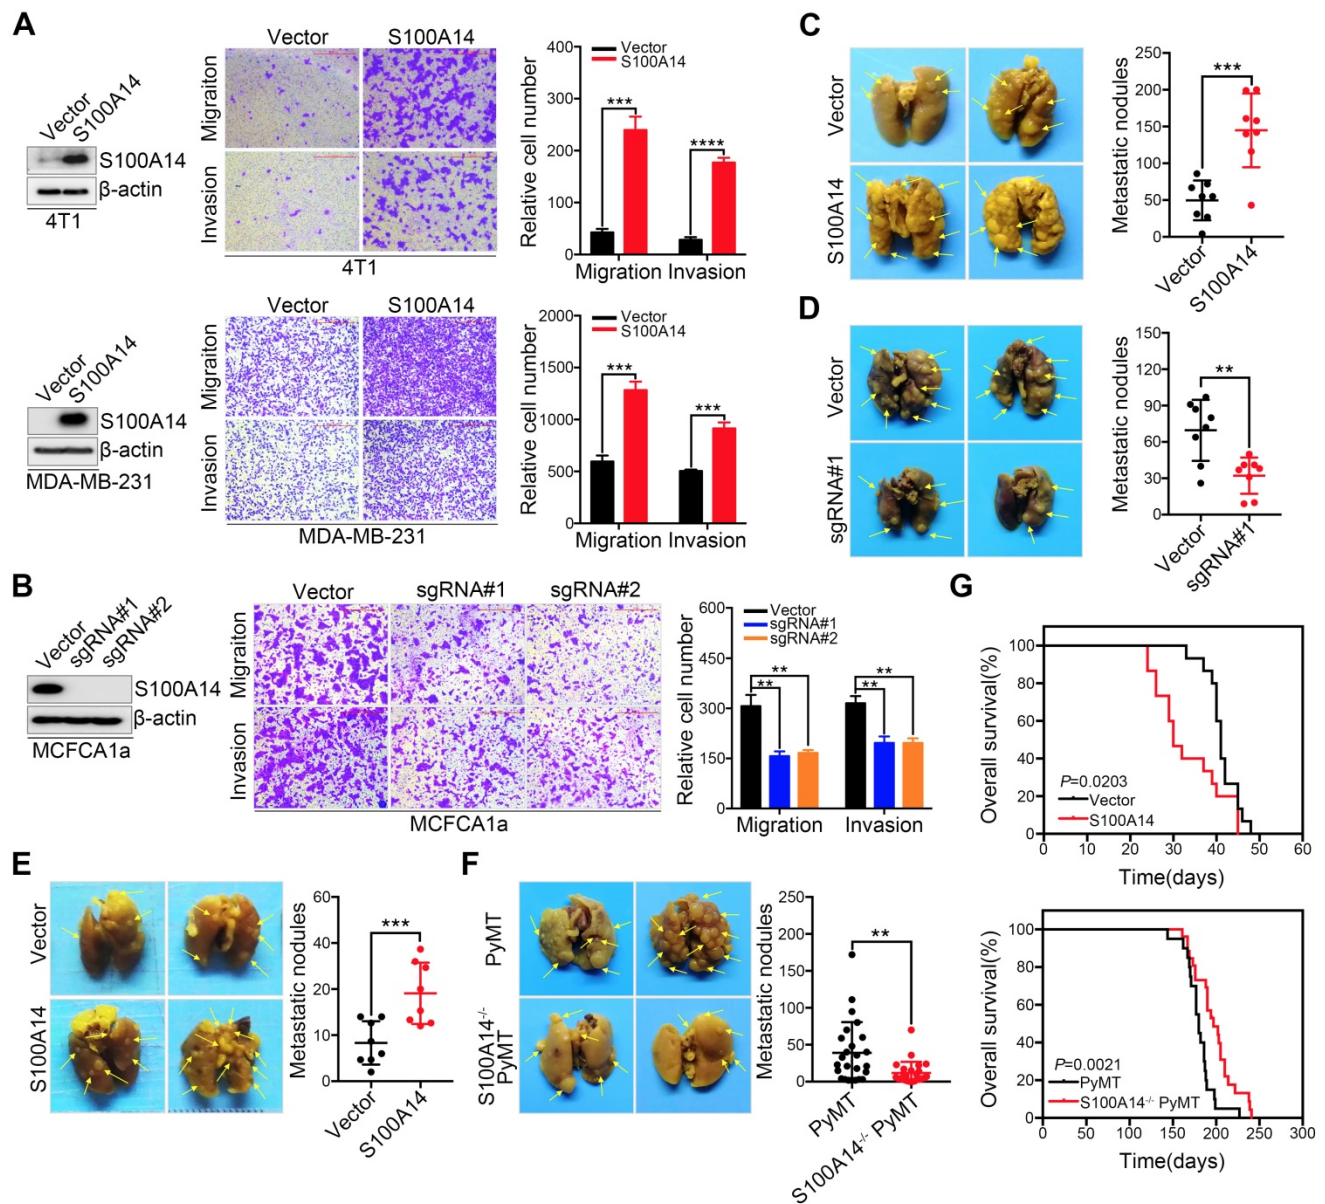 A
Vector
S100A14
S100A14
β-actin
4T1
Vector
S100A14
Migraiton
Invasion
4T1
Relative cell number
400
300
200
100
0
Vector
S100A14
***
****
Migration
Invasion
Vector
S100A14
S100A14
β-actin
MDA-MB-231
Vector
S100A14
Migraiton
Invasion
MDA-MB-231
Relative cell number
2000
1500
1000
500
0
Vector
S100A14
***
***
Migration
Invasion
B
Vector
sgRNA#1
sgRNA#2
S100A14
β-actin
MCFCA1a
Vector
sgRNA#1
sgRNA#2
Migraiton
Invasion
MCFCA1a
Relative cell number
600
450
300
150
0
Vector
sgRNA#1
sgRNA#2
**
**
**
**
Migration
Invasion
C
Vector
S100A14
Metastatic nodules
250
200
150
100
50
0
***
Vector
S100A14
D
Vector
sgRNA#1
Metastatic nodules
150
120
90
60
30
0
**
Vector
sgRNA#1
E
Vector
S100A14
Metastatic nodules
60
40
20
10
0
***
Vector
S100A14
F
PyMT
S100A14-/-
PyMT
Metastatic nodules
250
200
150
100
50
0
**
PyMT
S100A14-/- PyMT
G
Overall survival(%)
100
80
60
40
20
0
P=0.0203
Vector
S100A14
0 10 20 30 40 50 60
Time(days)
Overall survival(%)
100
80
60
40
20
0
P=0.0021
PyMT
S100A14-/- PyMT
0 50 100 150 200 250 300
Time(days)